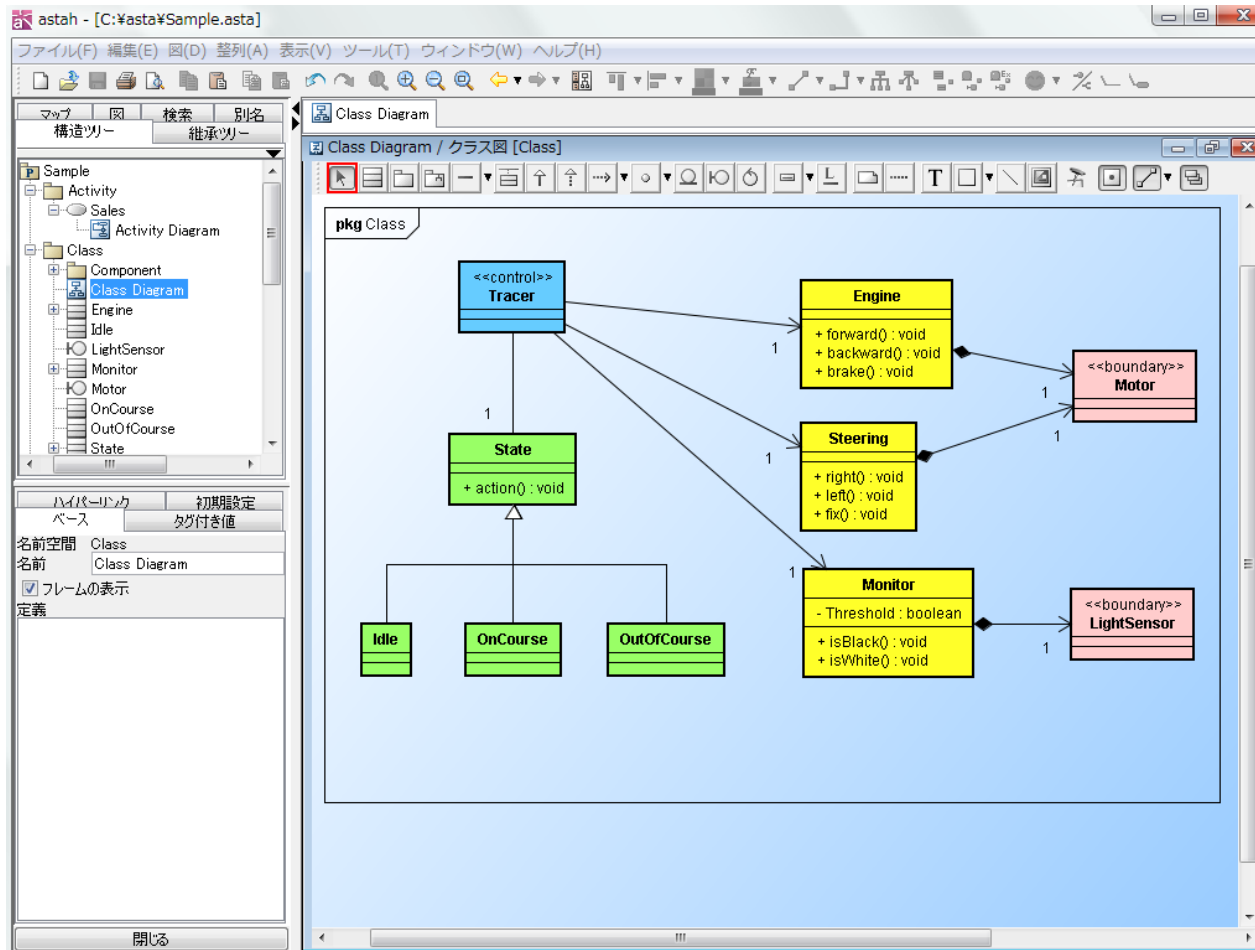 astah - [C:¥asta¥Sample.asta]
ファイル(F) 編集(E) 図(D) 整列(A) 表示(V) ツール(T) ウィンドウ(W) ヘルプ(H)
マップ 図 検索 別名
構造ツリー 継承ツリー
Sample
Activity
Sales
Activity Diagram
Class
Component
Class Diagram
Engine
Idle
LightSensor
Monitor
Motor
OnCourse
OutOfCourse
State
ハイパーリンク 初期設定
ベース タグ付き値
名前空間 Class
名前 Class Diagram
フレームの表示
定義
閉じる
Class Diagram
Class Diagram / クラス図 [Class]
T
pkg Class
<<control>>
Tracer
1
State
+ action() : void
Idle
OnCourse
OutOfCourse
Engine
+ forward() : void
+ backward() : void
+ brake() : void
1
Steering
+ right() : void
+ left() : void
+ fix() : void
1
Monitor
- Threshold : boolean
+ isBlack() : void
+ isWhite() : void
1
<<boundary>>
Motor
1
1
<<boundary>>
LightSensor
1